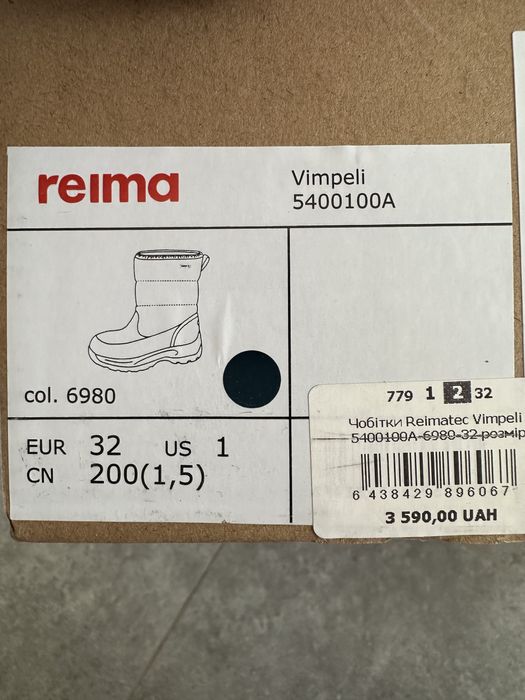 reima
Vimpeli
5400100A
col. 6980
EUR 32 US 1
CN 200(1,5)
779 1 2 32
Чобітки Reimatec Vimpeli
5400100A-6980-32 розмір
6 438429 896067
3 590,00 UAH